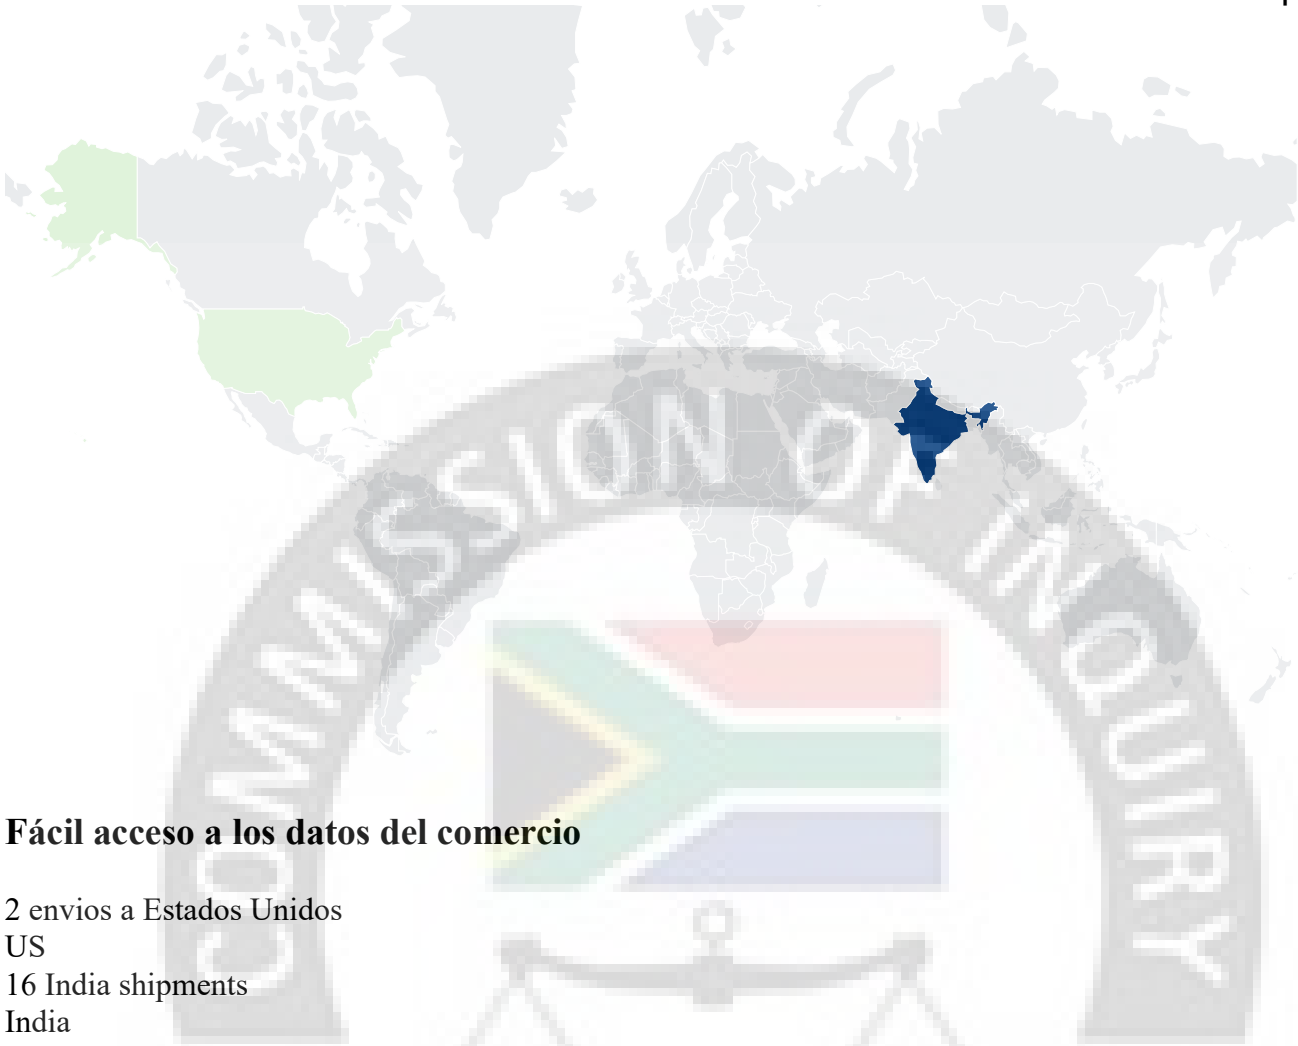 COMMISSION OF INQUIRY
Fácil acceso a los datos del comercio
2 envios a Estados Unidos
US
16 India shipments
India